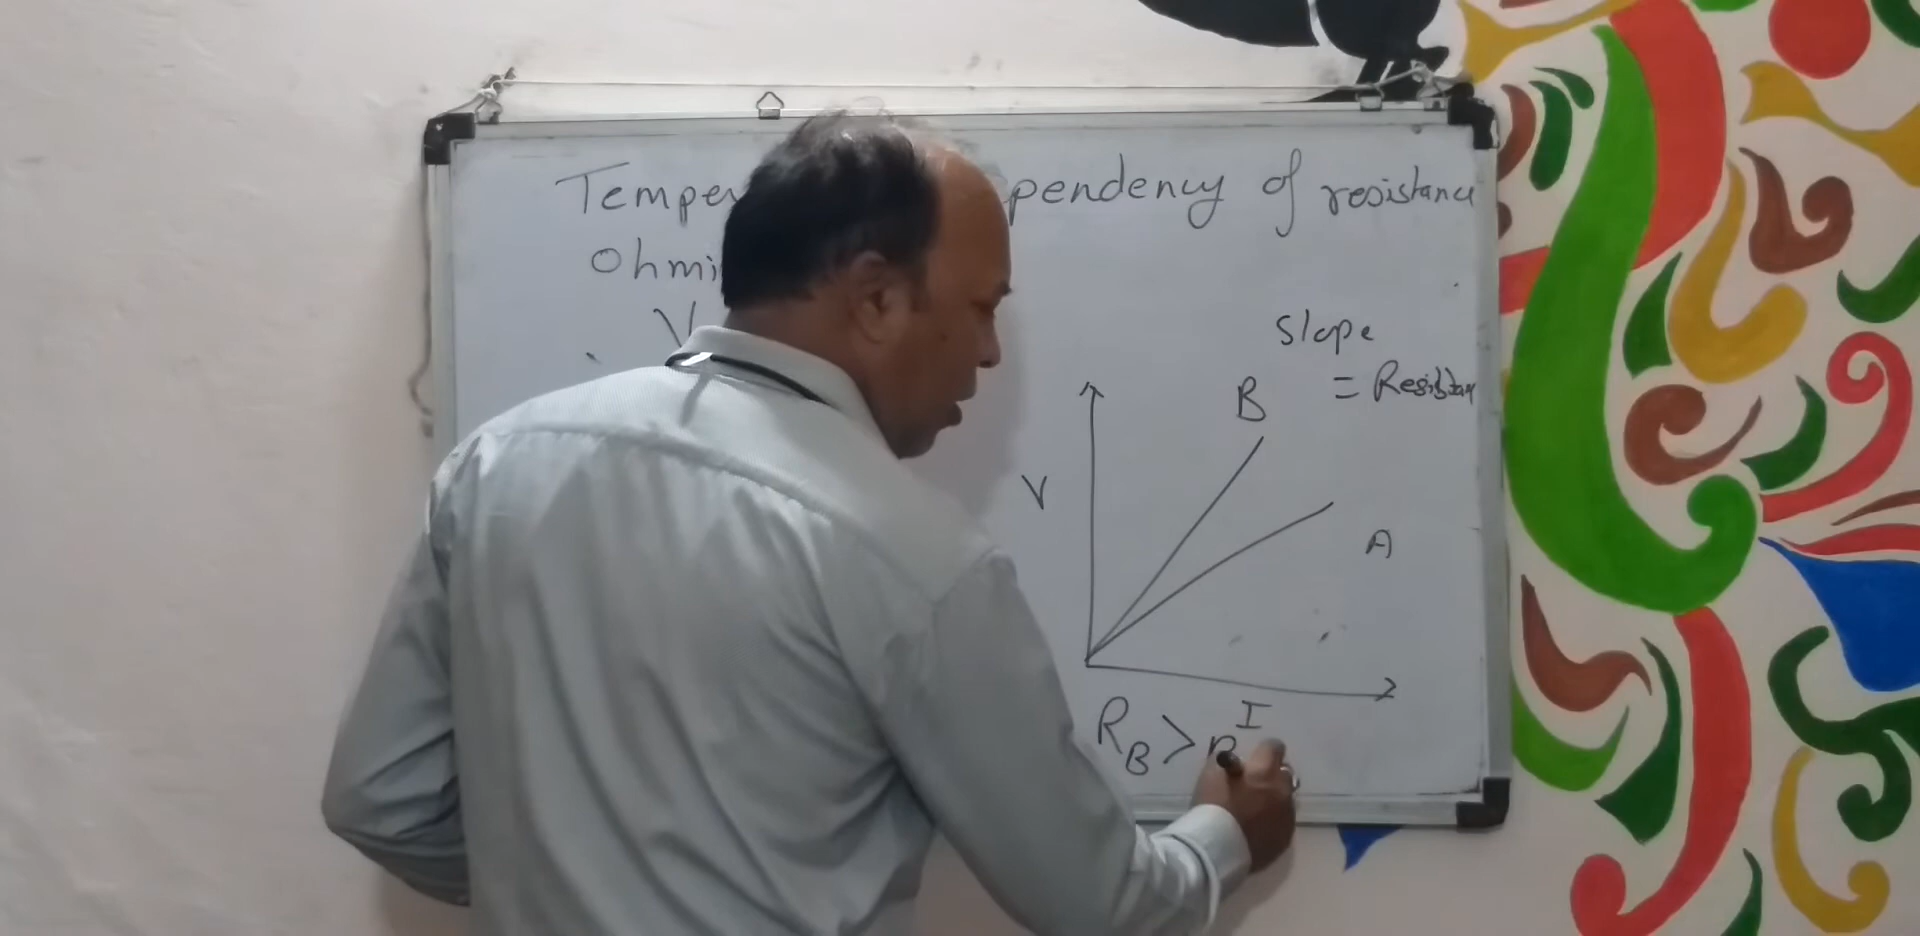 Temper pendency of resistance
Ohmi
V
Slope
= Resistan
B
V
A
I
R_B > R